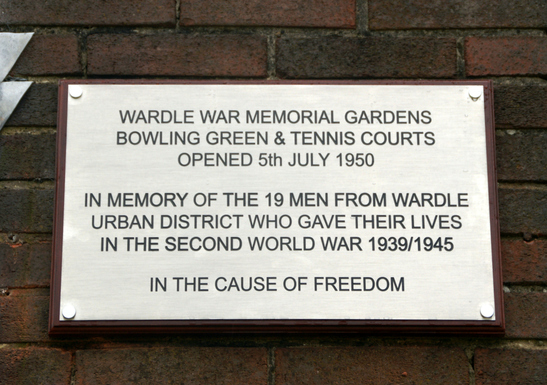 WARDLE WAR MEMORIAL GARDENS
BOWLING GREEN & TENNIS COURTS
OPENED 5th JULY 1950
IN MEMORY OF THE 19 MEN FROM WARDLE
URBAN DISTRICT WHO GAVE THEIR LIVES
IN THE SECOND WORLD WAR 1939/1945
IN THE CAUSE OF FREEDOM